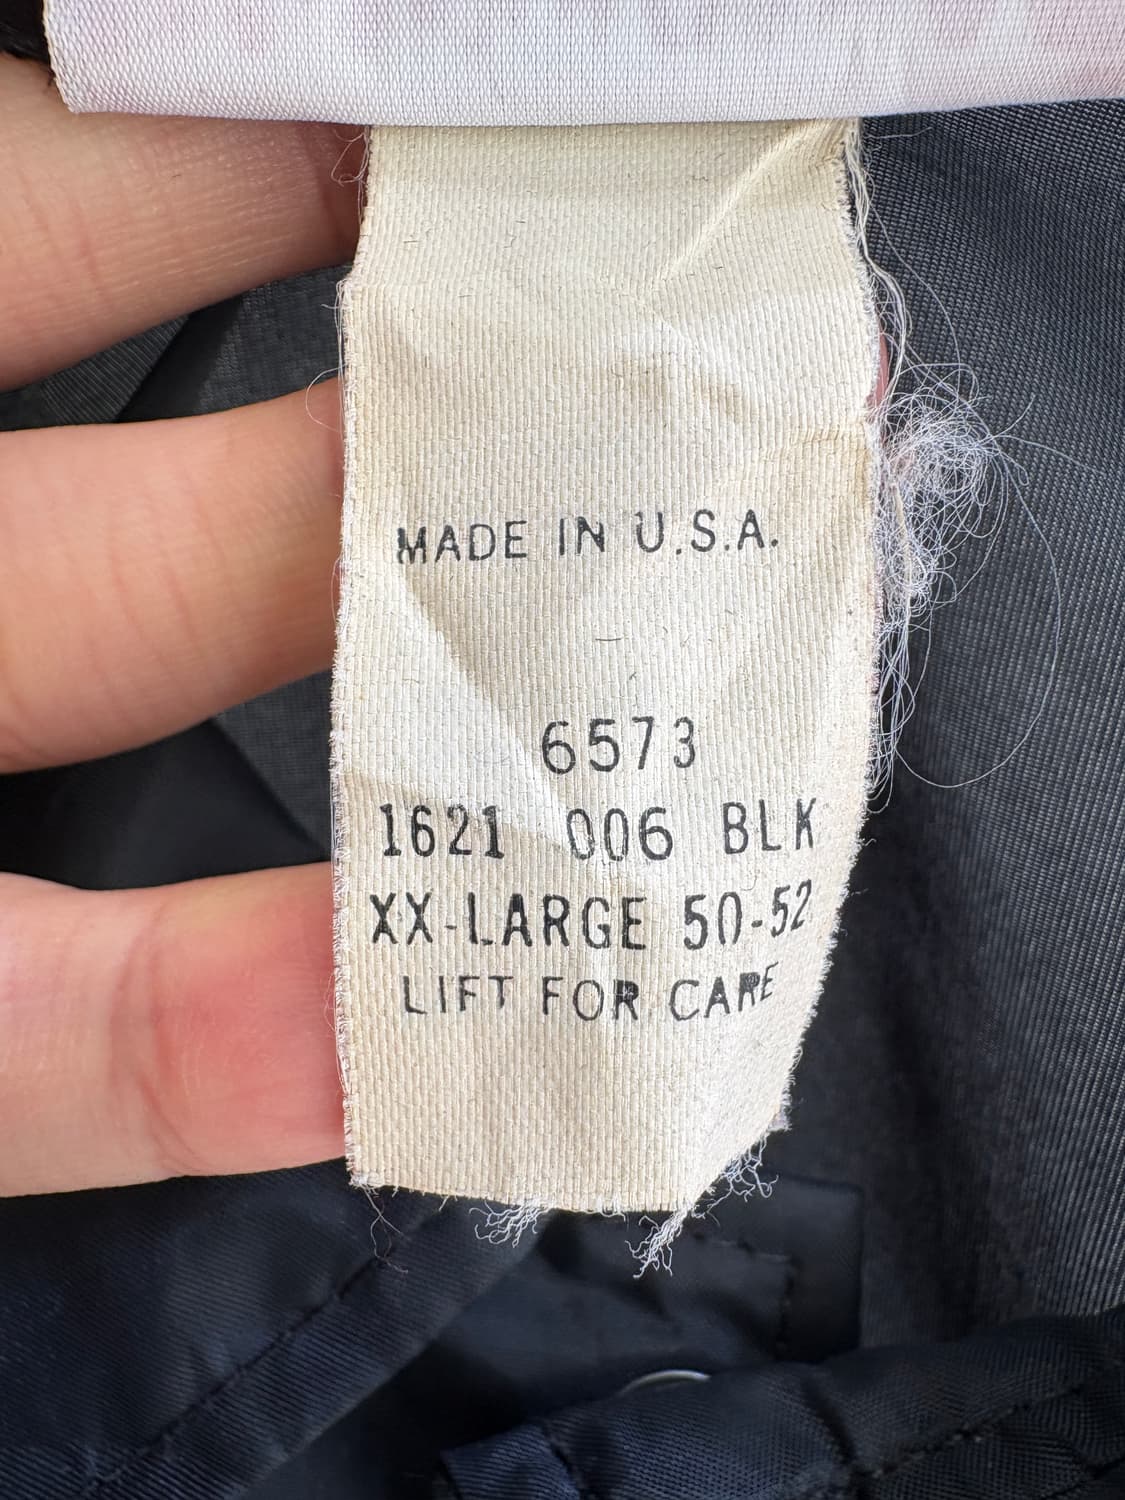 MADE IN U.S.A.
6573
1621 006 BLK
XX-LARGE 50-52
LIFT FOR CARE